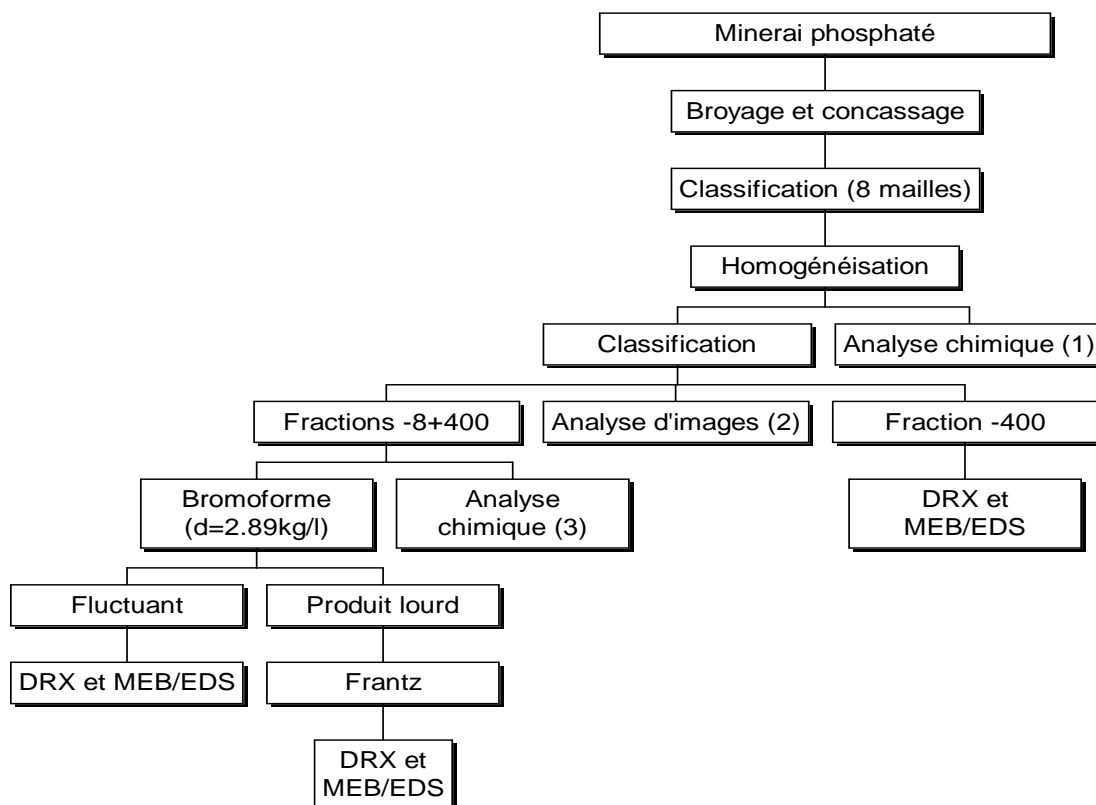 Minerai phosphaté
Broyage et concassage
Classification (8 mailles)
Homogénéisation
Classification
Analyse chimique (1)
Fractions -8+400
Analyse d'images (2)
Fraction -400
Bromoforme
(d=2.89kg/l)
Analyse
chimique (3)
DRX et
MEB/EDS
Fluctuant
Produit lourd
DRX et MEB/EDS
Frantz
DRX et
MEB/EDS